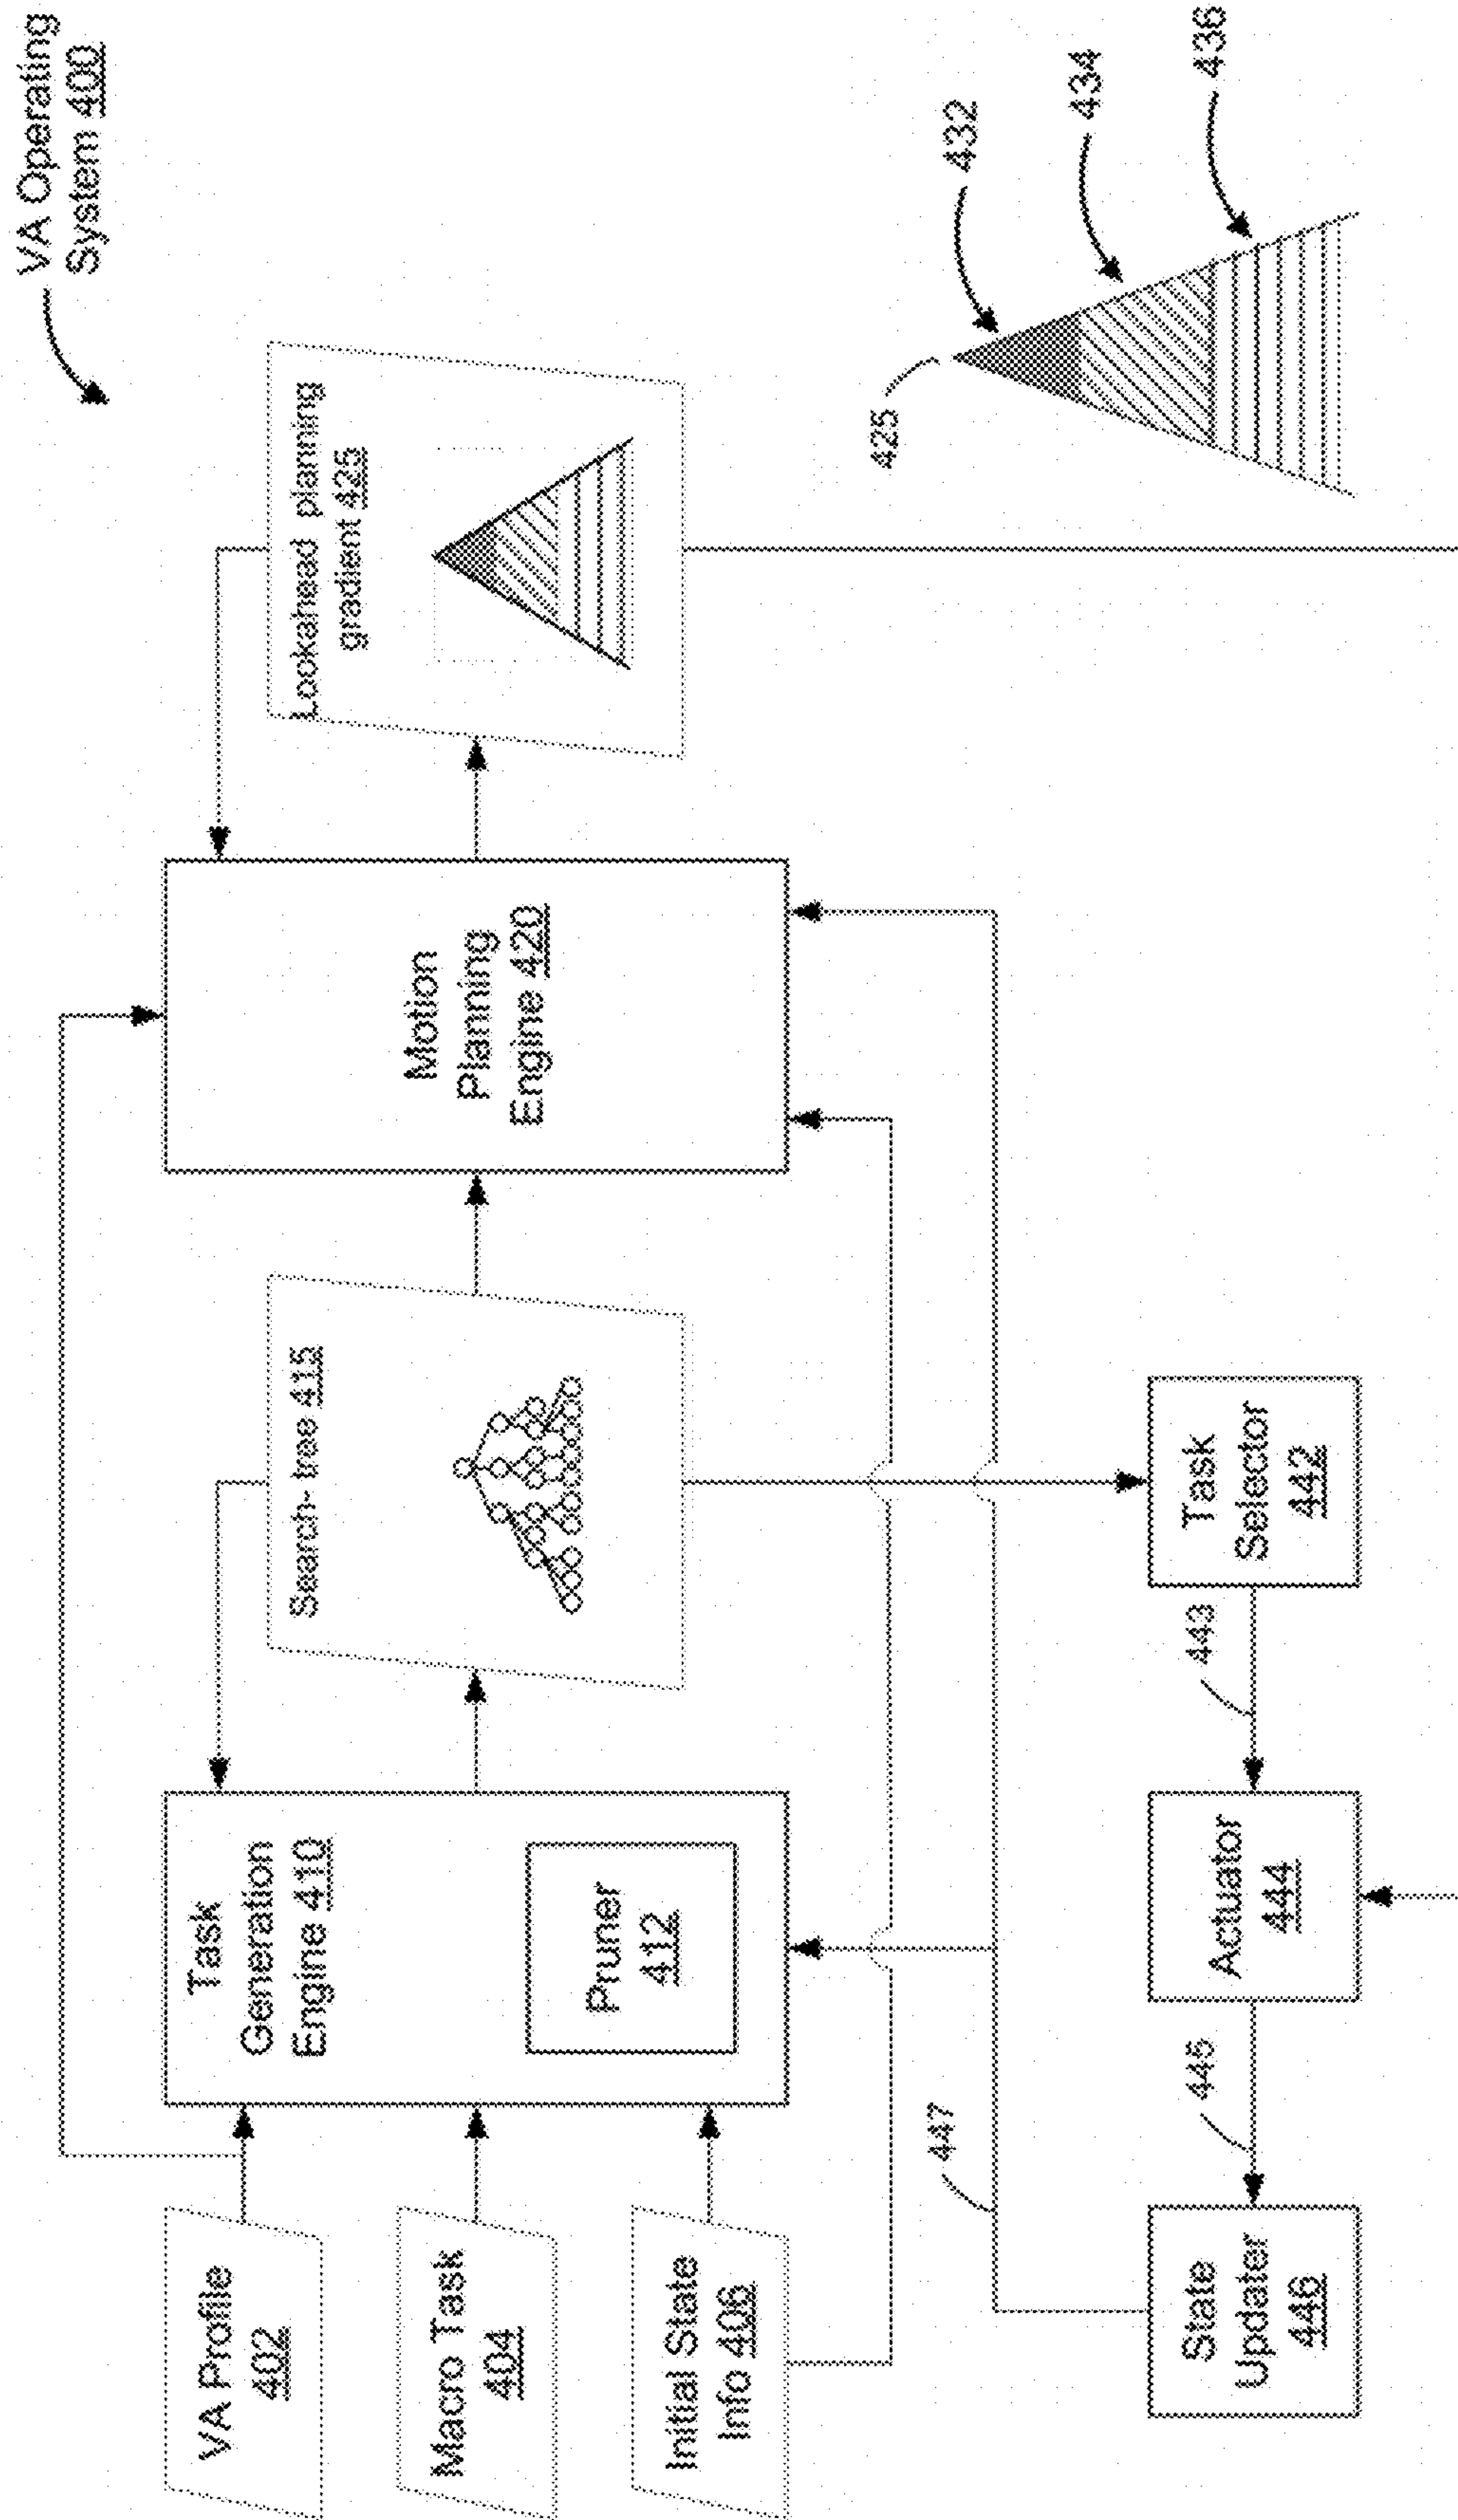 VA Operating
System 400
VA Profile
402
Macro Task
404
Initial State
Info 406
Task
Generation
Engine 410
Pruner
412
Search- tree 415
Motion
Planning
Engine 420
Lookahead planning
gradient 425
447
State
Updater
446
445
Actuator
444
443
Task
Selector
442
425
432
434
436